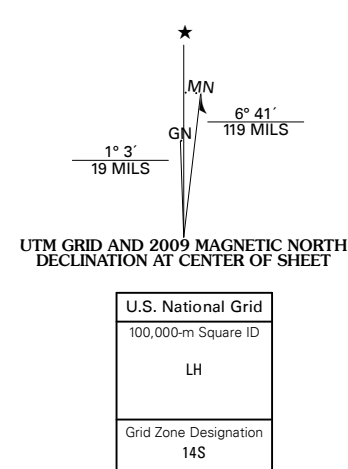 ★
MN
6° 41´
119 MILS
GN
1° 3´
19 MILS
UTM GRID AND 2009 MAGNETIC NORTH
DECLINATION AT CENTER OF SHEET
U.S. National Grid
100,000-m Square ID
LH
Grid Zone Designation
14S